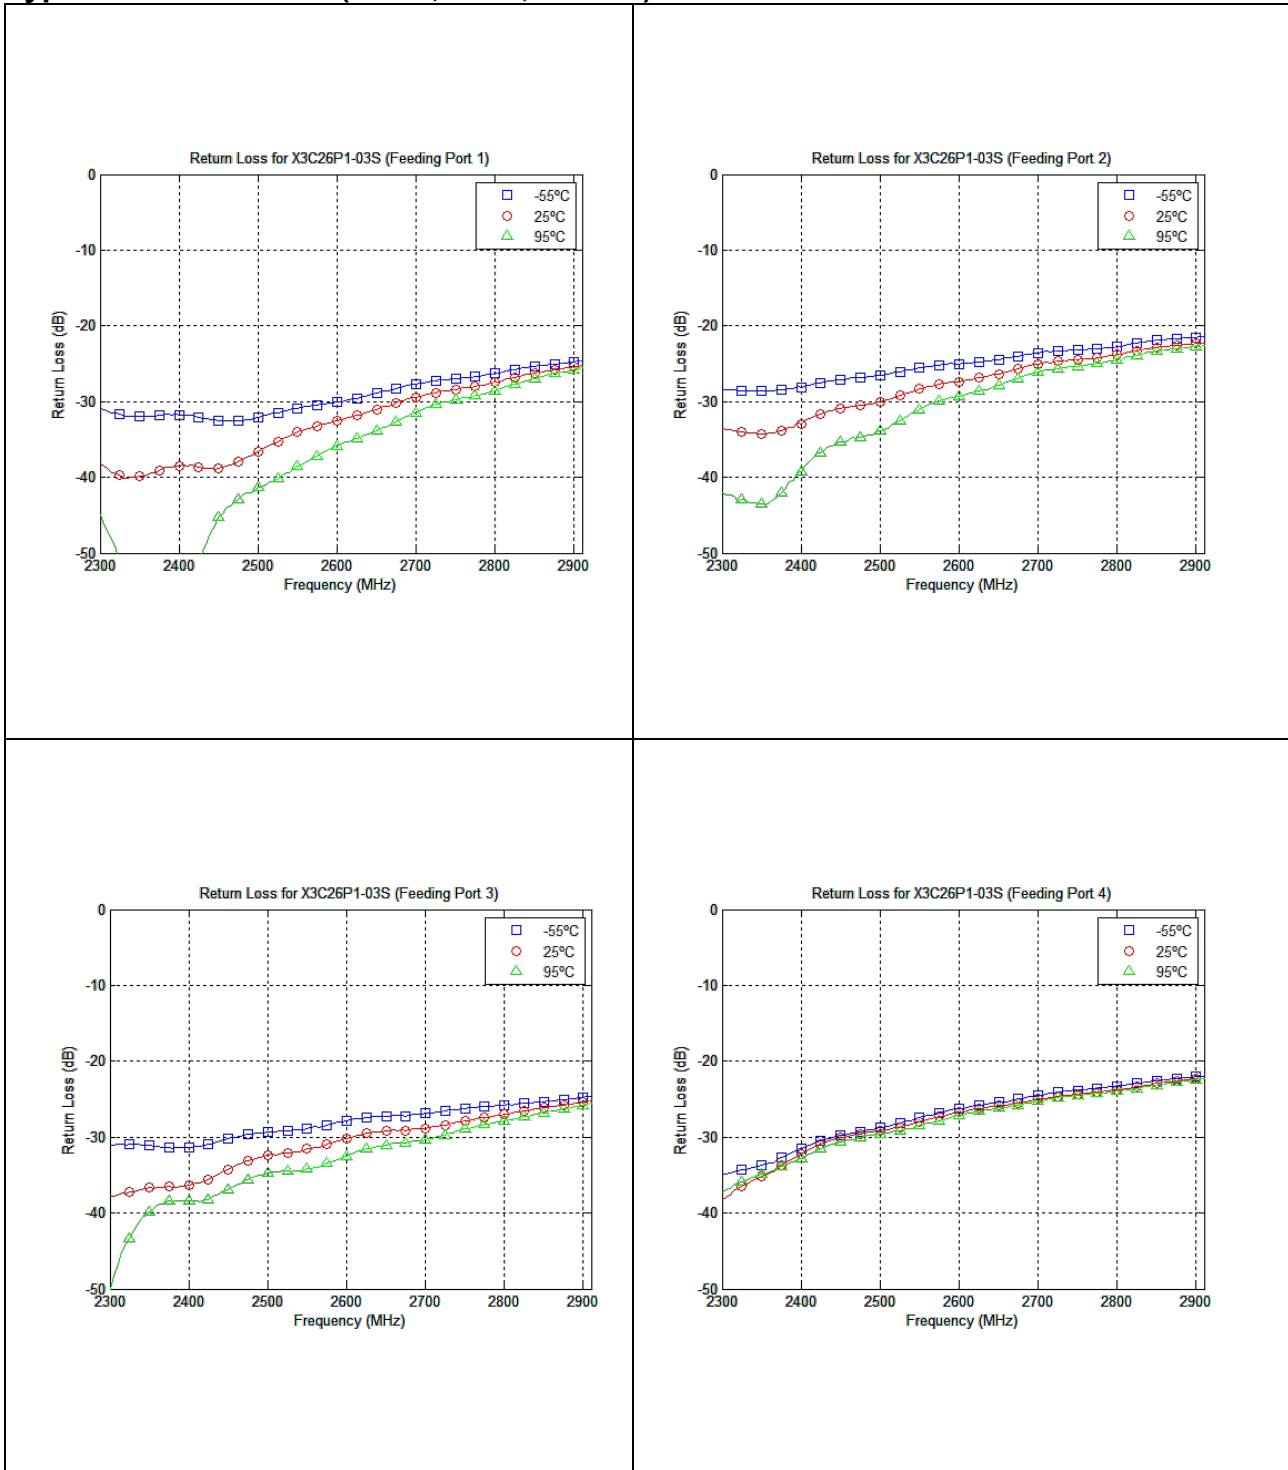 Return Loss for X3C26P1-03S (Feeding Port 1)
0
-10
-20
-30
-40
-50
2300 2400 2500 2600 2700 2800 2900
Return Loss (dB)
Frequency (MHz)
-55ºC
25ºC
95ºC
Return Loss for X3C26P1-03S (Feeding Port 2)
0
-10
-20
-30
-40
-50
2300 2400 2500 2600 2700 2800 2900
Return Loss (dB)
Frequency (MHz)
-55ºC
25ºC
95ºC
Return Loss for X3C26P1-03S (Feeding Port 3)
0
-10
-20
-30
-40
-50
2300 2400 2500 2600 2700 2800 2900
Return Loss (dB)
Frequency (MHz)
-55ºC
25ºC
95ºC
Return Loss for X3C26P1-03S (Feeding Port 4)
0
-10
-20
-30
-40
-50
2300 2400 2500 2600 2700 2800 2900
Return Loss (dB)
Frequency (MHz)
-55ºC
25ºC
95ºC